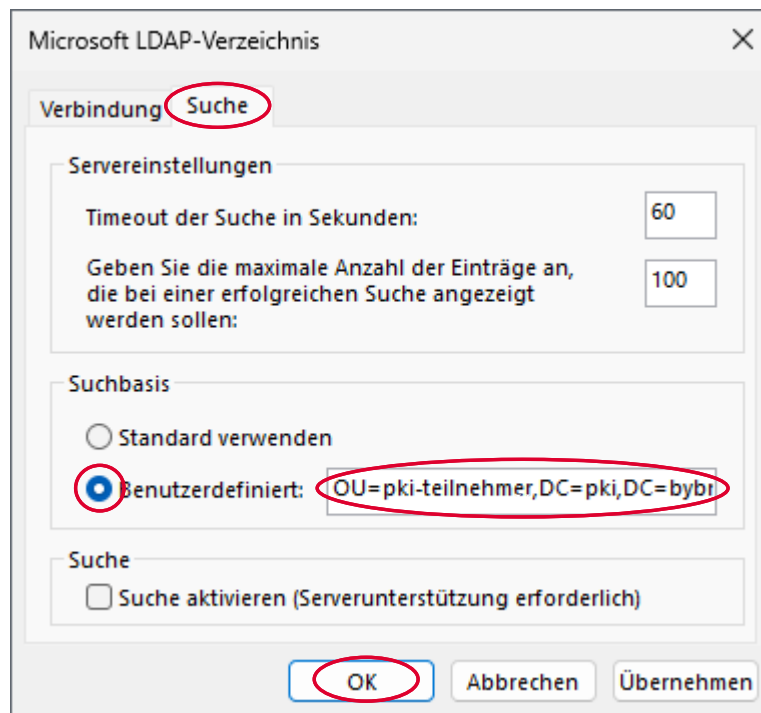 Microsoft LDAP-Verzeichnis
Verbindung Suche
Servereinstellungen
Timeout der Suche in Sekunden: 60
Geben Sie die maximale Anzahl der Einträge an, 100
die bei einer erfolgreichen Suche angezeigt
werden sollen:
Suchbasis
Standard verwenden
Benutzerdefiniert: OU=pki-teilnehmer,DC=pki,DC=bybr
Suche
Suche aktivieren (Serverunterstützung erforderlich)
OK Abbrechen Übernehmen